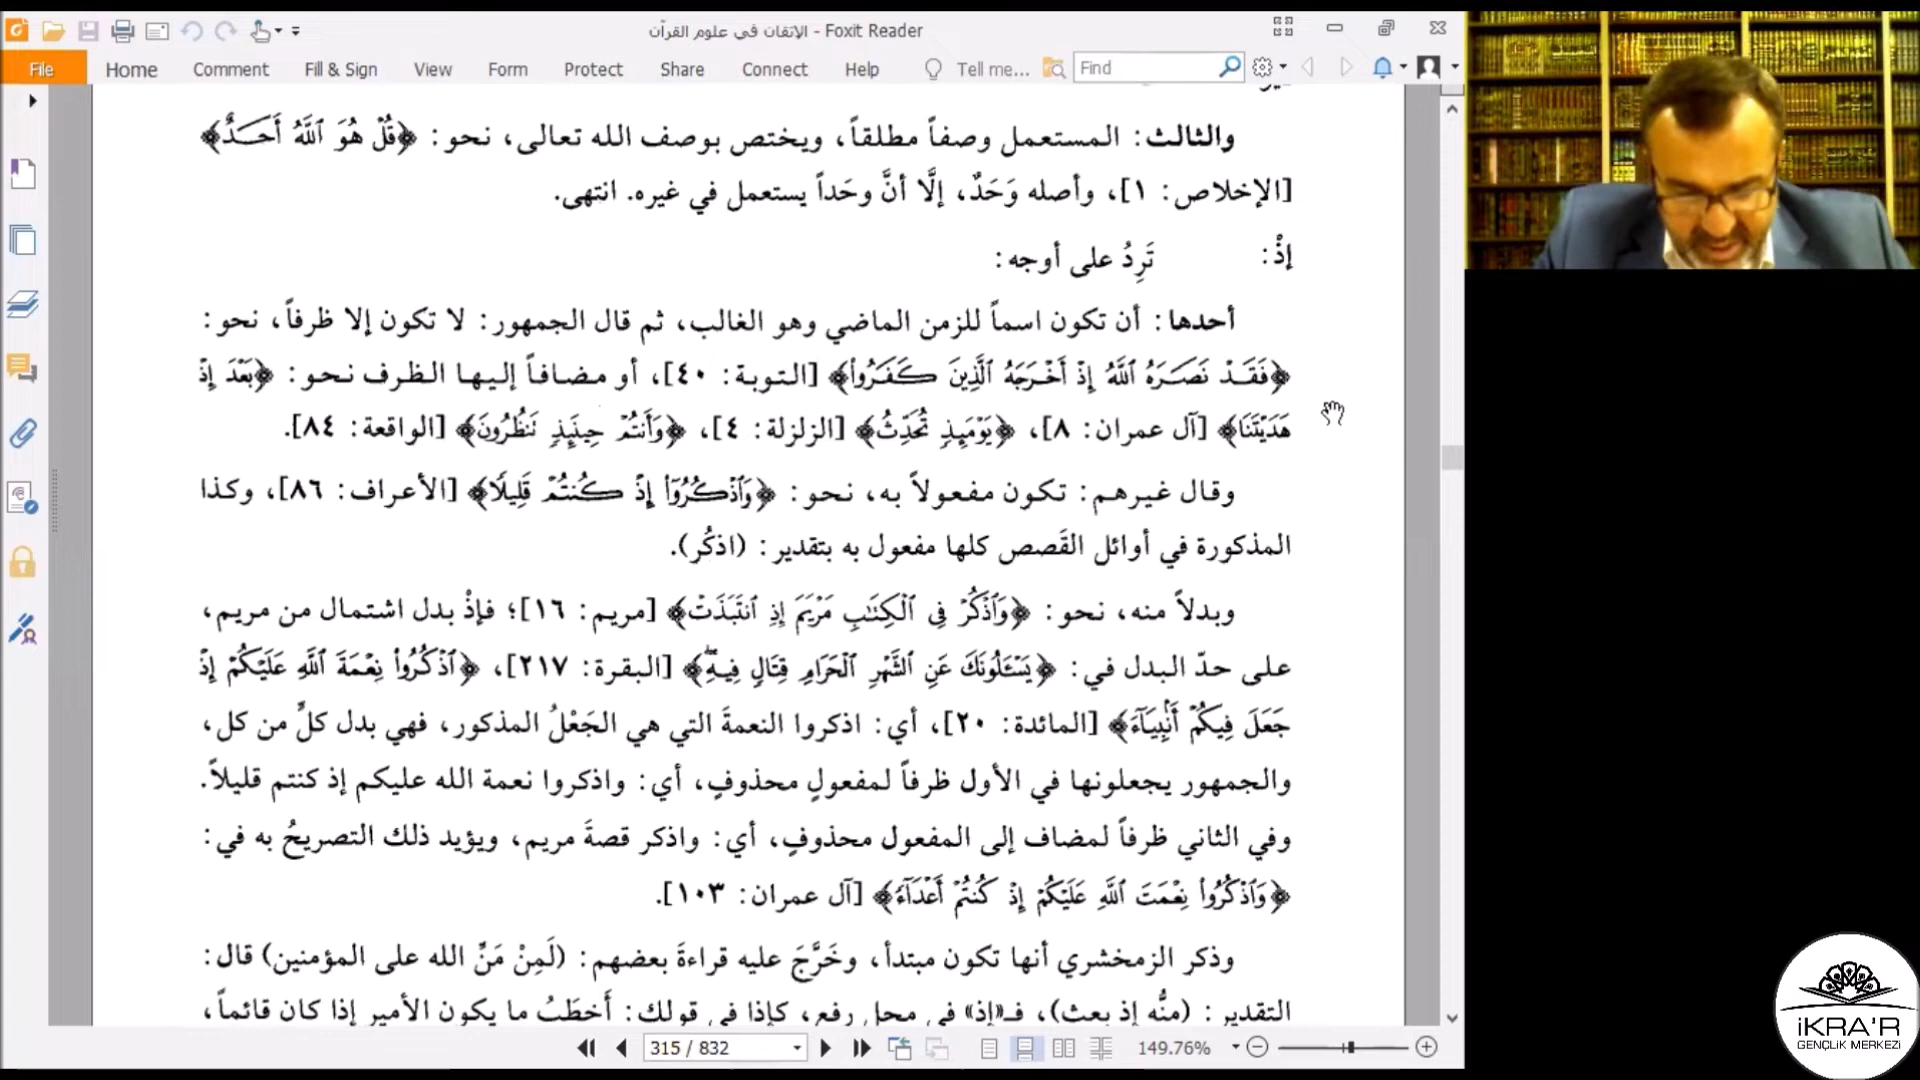 الإتقان في علوم القرآن - Foxit Reader
File Home Comment Fill & Sign View Form Protect Share Connect Help Tell me... Find
والثالث: المستعمل وصفاً مطلقاً، ويختص بوصف الله تعالى، نحو: ﴿قُلْ هُوَ ٱللَّهُ أَحَدٌ﴾
[الإخلاص: ١]، وأصله وَحَدٌ، إلَّا أنَّ وحَداً يستعمل في غيره. انتهى.
إذْ: تَرِدُ على أوجه:
أحدها: أن تكون اسماً للزمن الماضي وهو الغالب، ثم قال الجمهور: لا تكون إلا ظرفاً، نحو:
﴿فَقَدْ نَصَرَهُ ٱللَّهُ إِذْ أَخْرَجَهُ ٱلَّذِينَ كَفَرُوا۟﴾ [التوبة: ٤٠]، أو مضافاً إليها الظرف نحو: ﴿بَعْدَ إِذْ
هَدَيْتَنَا﴾ [آل عمران: ٨]، ﴿يَوْمَئِذٍ تُحَدِّثُ﴾ [الزلزلة: ٤]، ﴿وَأَنتُمْ حِينَئِذٍ تَنظُرُونَ﴾ [الواقعة: ٨٤].
وقال غيرهم: تكون مفعولاً به، نحو: ﴿وَٱذْكُرُوٓا۟ إِذْ كُنتُمْ قَلِيلًا﴾ [الأعراف: ٨٦]، وكذا
المذكورة في أوائل القَصص كلها مفعول به بتقدير: (اذكُر).
وبدلاً منه، نحو: ﴿وَٱذْكُرْ فِى ٱلْكِتَٰبِ مَرْيَمَ إِذِ ٱنتَبَذَتْ﴾ [مريم: ١٦]؛ فإذْ بدل اشتمال من مريم،
على حدّ البدل في: ﴿يَسْـَٔلُونَكَ عَنِ ٱلشَّهْرِ ٱلْحَرَامِ قِتَالٍ فِيهِۖ﴾ [البقرة: ٢١٧]، ﴿ٱذْكُرُوا۟ نِعْمَةَ ٱللَّهِ عَلَيْكُمْ إِذْ
جَعَلَ فِيكُمْ أَنۢبِيَآءَ﴾ [المائدة: ٢٠]، أي: اذكروا النعمةَ التي هي الجَعْلُ المذكور، فهي بدل كلٍّ من كل،
والجمهور يجعلونها في الأول ظرفاً لمفعولٍ محذوفٍ، أي: واذكروا نعمة الله عليكم إذ كنتم قليلاً.
وفي الثاني ظرفاً لمضاف إلى المفعول محذوفٍ، أي: واذكر قصةَ مريم، ويؤيد ذلك التصريحُ به في:
﴿وَٱذْكُرُوا۟ نِعْمَتَ ٱللَّهِ عَلَيْكُمْ إِذْ كُنتُمْ أَعْدَآءً﴾ [آل عمران: ١٠٣].
وذكر الزمخشري أنها تكون مبتدأ، وخَرَّجَ عليه قراءةَ بعضهم: (لَمِنْ مَنِّ الله على المؤمنين) قال:
التقدير: (منُّه إذ بعث)، فـ«إذ» في محل رفع، كإذا في قولك: أَخطَبُ ما يكون الأمير إذا كان قائماً،
315 / 832 149.76%
iKRA'R
GENÇLİK MERKEZİ